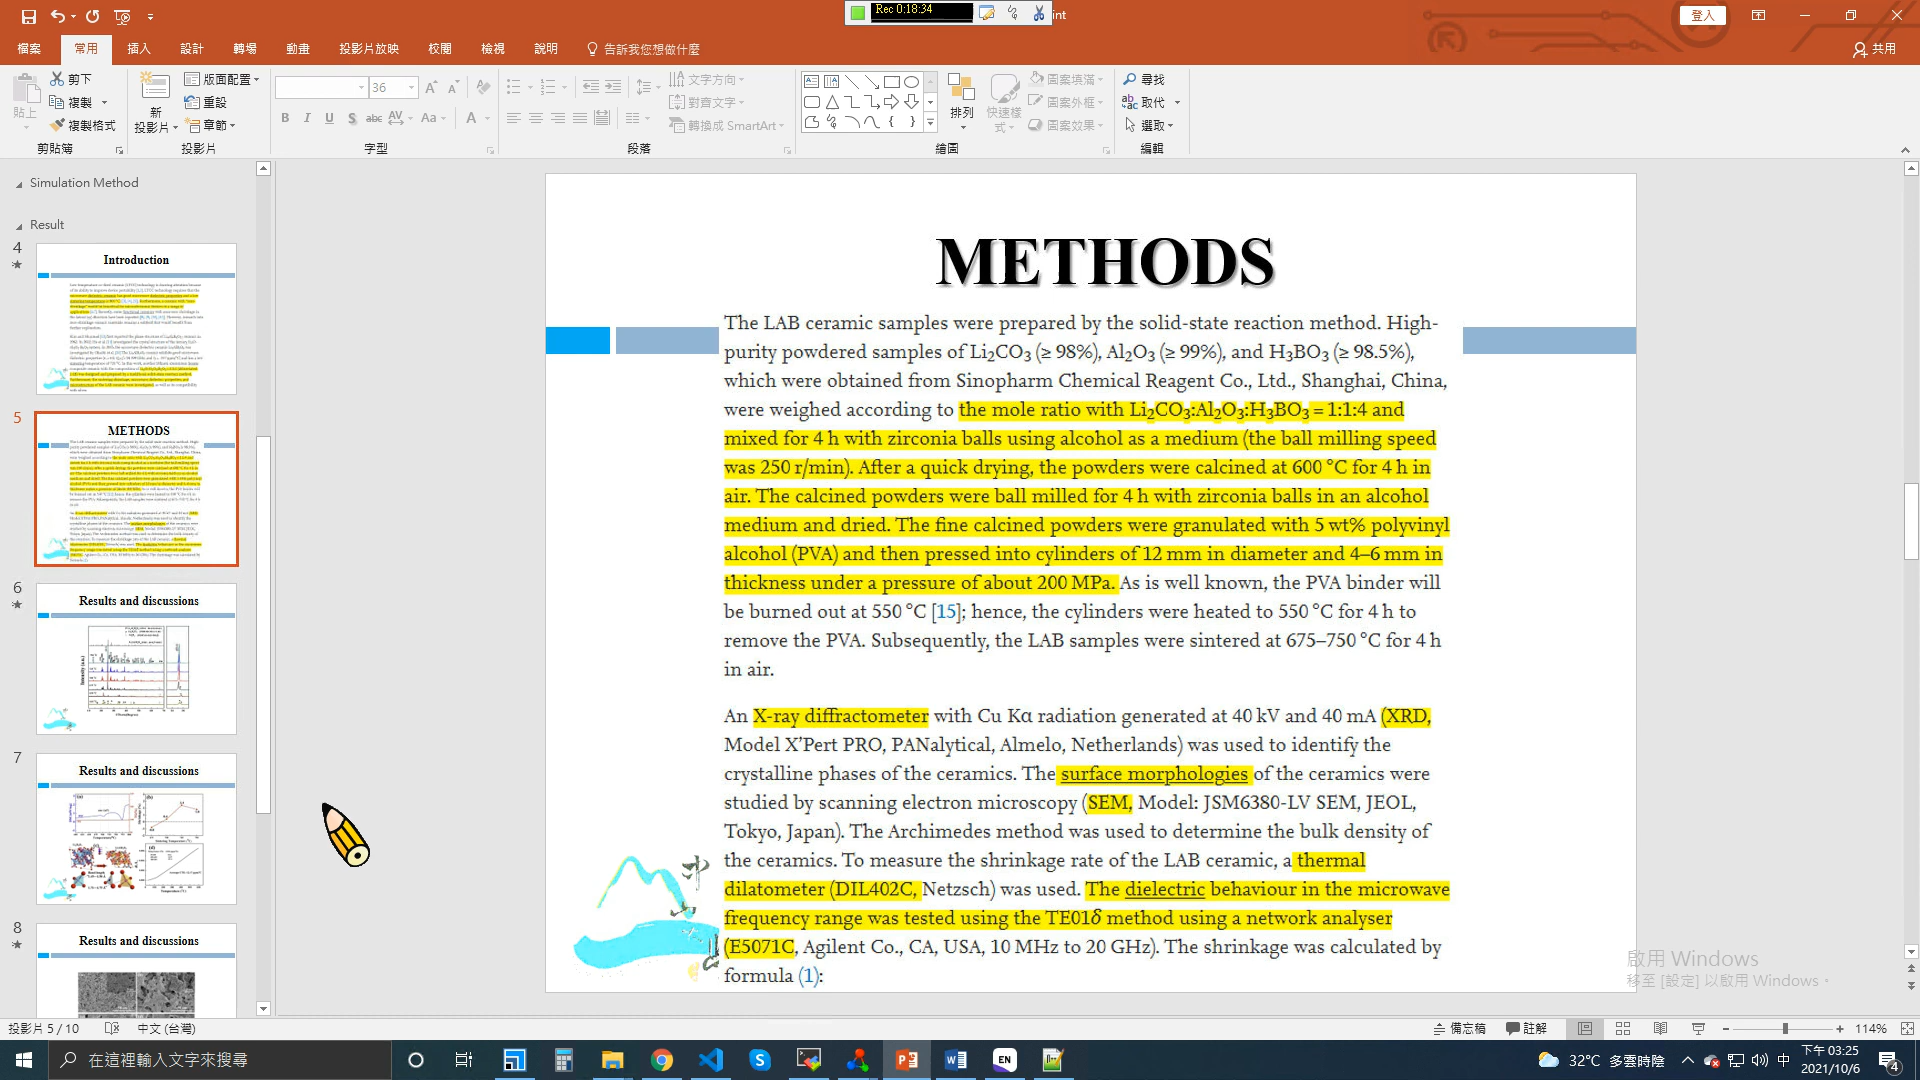 Rec 0:18:34
int
登入
檔案 常用 插入 設計 轉場 動畫 投影片放映 校閱 檢視 說明 告訴我您想做什麼 共用
貼上 剪下 複製 複製格式 剪貼簿
新投影片 版面配置 重設 章節 投影片
36 字型
文字方向 對齊文字 轉換成 SmartArt 段落
排列 快速樣式 圖案填滿 圖案外框 圖案效果 繪圖
尋找 取代 選取 編輯
Simulation Method
Result
4
Introduction
5
METHODS
6
Results and discussions
7
Results and discussions
8
Results and discussions
METHODS
The LAB ceramic samples were prepared by the solid-state reaction method. High-
purity powdered samples of Li2CO3 (≥ 98%), Al2O3 (≥ 99%), and H3BO3 (≥ 98.5%),
which were obtained from Sinopharm Chemical Reagent Co., Ltd., Shanghai, China,
were weighed according to the mole ratio with Li2CO3:Al2O3:H3BO3 = 1:1:4 and
mixed for 4 h with zirconia balls using alcohol as a medium (the ball milling speed
was 250 r/min). After a quick drying, the powders were calcined at 600 °C for 4 h in
air. The calcined powders were ball milled for 4 h with zirconia balls in an alcohol
medium and dried. The fine calcined powders were granulated with 5 wt% polyvinyl
alcohol (PVA) and then pressed into cylinders of 12 mm in diameter and 4–6 mm in
thickness under a pressure of about 200 MPa. As is well known, the PVA binder will
be burned out at 550 °C [15]; hence, the cylinders were heated to 550 °C for 4 h to
remove the PVA. Subsequently, the LAB samples were sintered at 675–750 °C for 4 h
in air.
An X-ray diffractometer with Cu Kα radiation generated at 40 kV and 40 mA (XRD,
Model X'Pert PRO, PANalytical, Almelo, Netherlands) was used to identify the
crystalline phases of the ceramics. The surface morphologies of the ceramics were
studied by scanning electron microscopy (SEM, Model: JSM6380-LV SEM, JEOL,
Tokyo, Japan). The Archimedes method was used to determine the bulk density of
the ceramics. To measure the shrinkage rate of the LAB ceramic, a thermal
dilatometer (DIL402C, Netzsch) was used. The dielectric behaviour in the microwave
frequency range was tested using the TE01δ method using a network analyser
(E5071C, Agilent Co., CA, USA, 10 MHz to 20 GHz). The shrinkage was calculated by
formula (1):
啟用 Windows
移至 [設定] 以啟用 Windows。
投影片 5 / 10 中文 (台灣) 備忘稿 註解 114%
在這裡輸入文字來搜尋 EN 32°C 多雲時陰 中 下午 03:25
2021/10/6 4